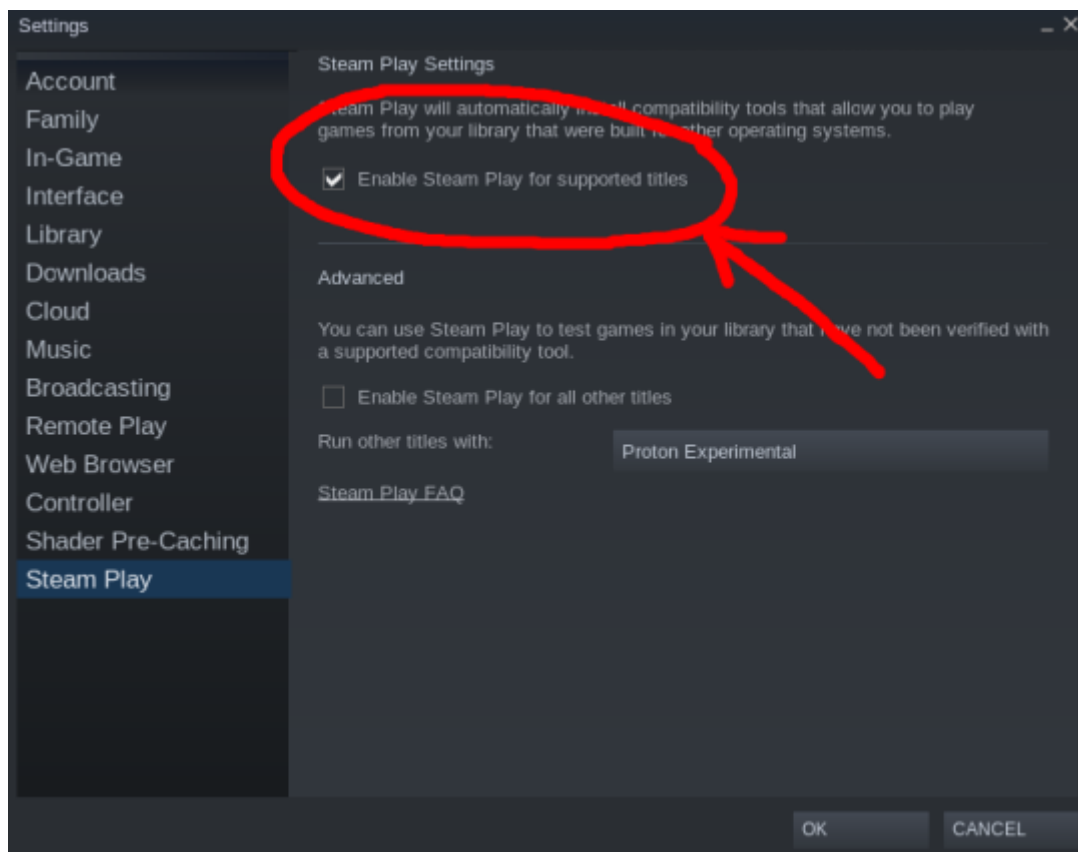 Settings
Account
Family
In-Game
Interface
Library
Downloads
Cloud
Music
Broadcasting
Remote Play
Web Browser
Controller
Shader Pre-Caching
Steam Play
Steam Play Settings
Steam Play will automatically install compatibility tools that allow you to play
games from your library that were built for other operating systems.
Enable Steam Play for supported titles
Advanced
You can use Steam Play to test games in your library that have not been verified with
a supported compatibility tool.
Enable Steam Play for all other titles
Run other titles with:
Proton Experimental
Steam Play FAQ
OK
CANCEL